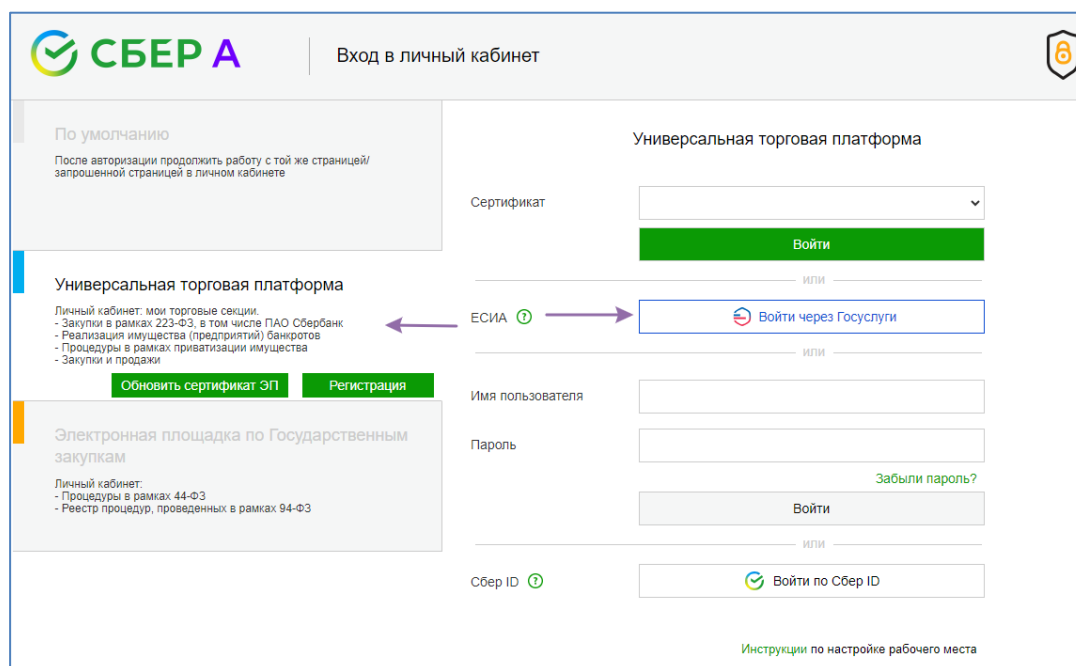 СБЕР А
Вход в личный кабинет
По умолчанию
После авторизации продолжить работу с той же страницей/
запрошенной страницей в личном кабинете
Универсальная торговая платформа
Личный кабинет: мои торговые секции.
- Закупки в рамках 223-ФЗ, в том числе ПАО Сбербанк
- Реализация имущества (предприятий) банкротов
- Процедуры в рамках приватизации имущества
- Закупки и продажи
Обновить сертификат ЭП
Регистрация
Электронная площадка по Государственным
закупкам
Личный кабинет:
- Процедуры в рамках 44-ФЗ
- Реестр процедур, проведенных в рамках 94-ФЗ
Универсальная торговая платформа
Сертификат
Войти
или
ЕСИА ?
Войти через Госуслуги
или
Имя пользователя
Пароль
Забыли пароль?
Войти
или
Сбер ID ?
Войти по Сбер ID
Инструкции по настройке рабочего места